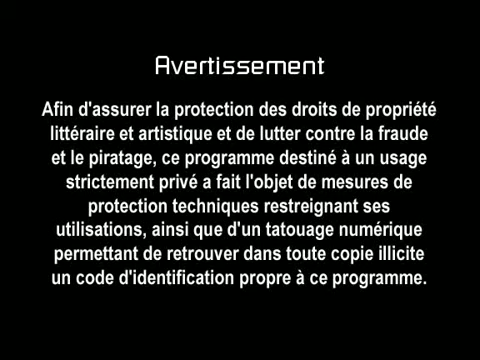 Avertissement
Afin d'assurer la protection des droits de propriété
littéraire et artistique et de lutter contre la fraude
et le piratage, ce programme destiné à un usage
strictement privé a fait l'objet de mesures de
protection techniques restreignant ses
utilisations, ainsi que d'un tatouage numérique
permettant de retrouver dans toute copie illicite
un code d'identification propre à ce programme.